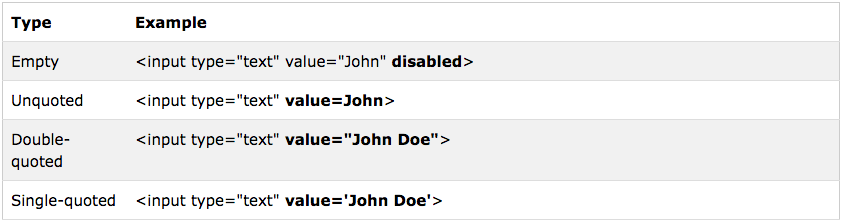 Type Example
Empty <input type="text" value="John" disabled>
Unquoted <input type="text" value=John>
Double- <input type="text" value="John Doe">
quoted
Single-quoted <input type="text" value='John Doe'>